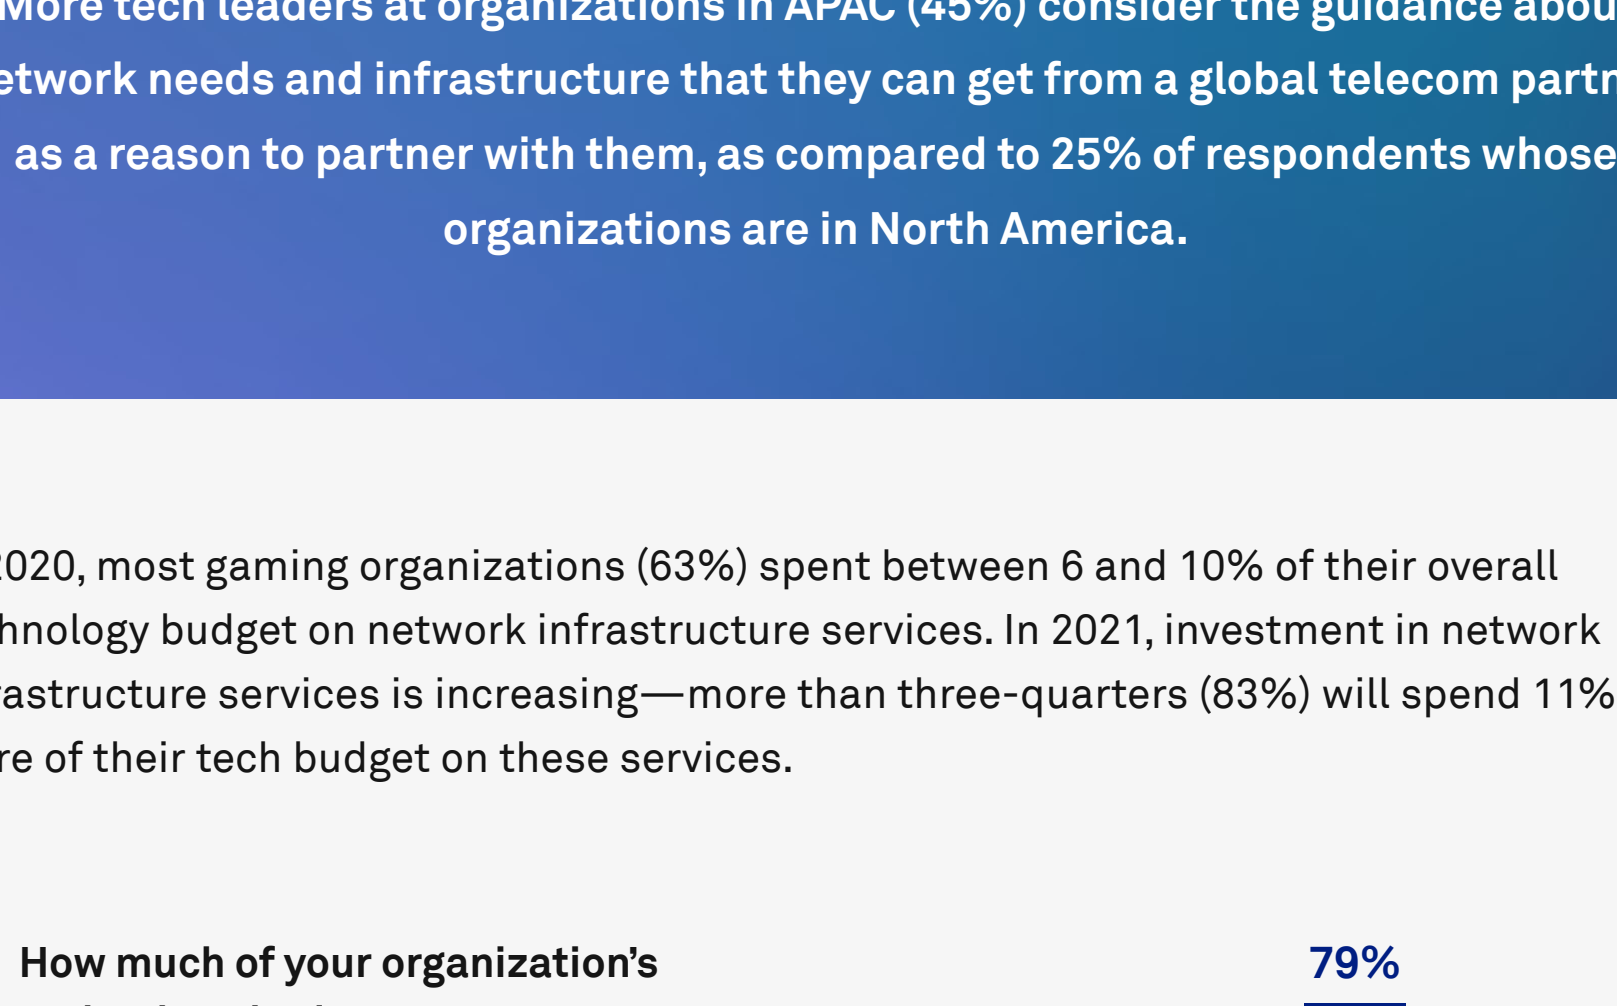 More tech leaders at organizations in APAC (45%) consider the guidance abou
etwork needs and infrastructure that they can get from a global telecom partn
as a reason to partner with them, as compared to 25% of respondents whose
organizations are in North America.
2020, most gaming organizations (63%) spent between 6 and 10% of their overall
hnology budget on network infrastructure services. In 2021, investment in network
rastructure services is increasing—more than three-quarters (83%) will spend 11%
re of their tech budget on these services.
How much of your organization’s
79%